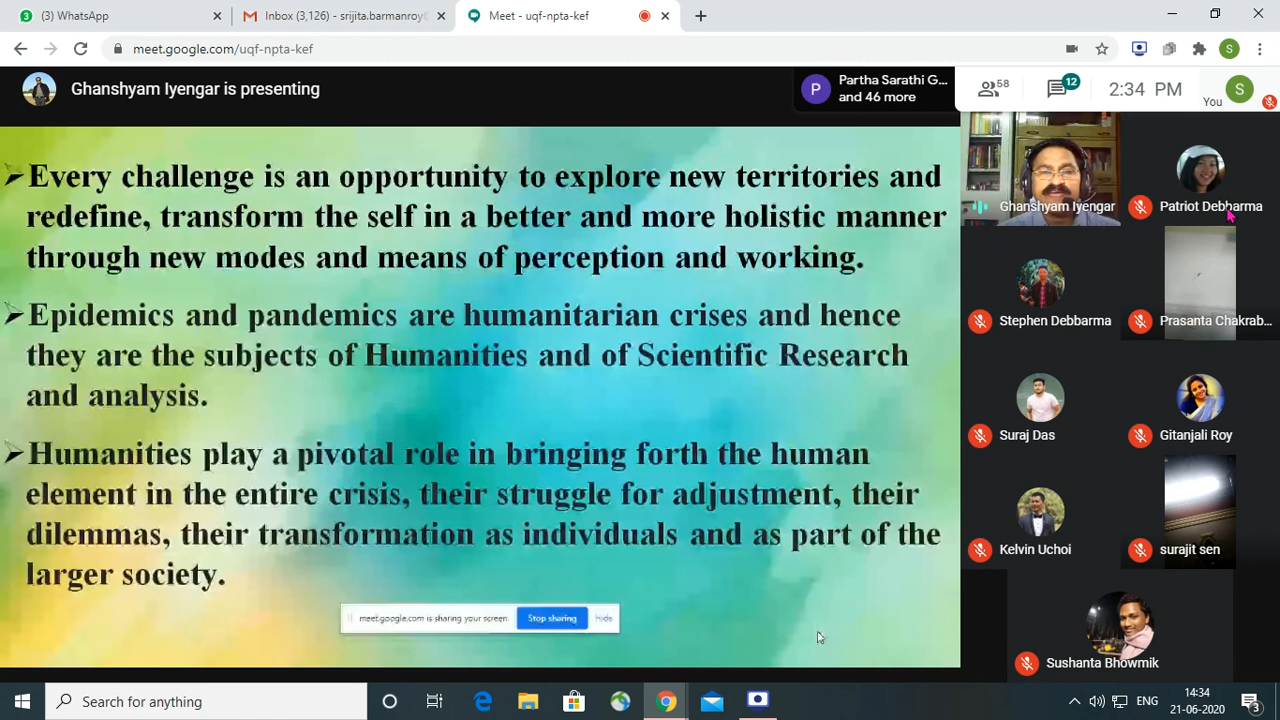 (3) WhatsApp
Inbox (3,126) - srijita.barmanroy@
Meet - uqf-npta-kef
meet.google.com/uqf-npta-kef
S
Ghanshyam Iyengar is presenting
P
Partha Sarathi G...
and 46 more
58
12
2:34 PM
You
S
Every challenge is an opportunity to explore new territories and
redefine, transform the self in a better and more holistic manner
through new modes and means of perception and working.
Epidemics and pandemics are humanitarian crises and hence
they are the subjects of Humanities and of Scientific Research
and analysis.
Humanities play a pivotal role in bringing forth the human
element in the entire crisis, their struggle for adjustment, their
dilemmas, their transformation as individuals and as part of the
larger society.
meet.google.com is sharing your screen.
Stop sharing
Hide
Ghanshyam Iyengar
Patriot Debbarma
Stephen Debbarma
Prasanta Chakrab...
Suraj Das
Gitanjali Roy
Kelvin Uchoi
surajit sen
Sushanta Bhowmik
Search for anything
ENG
14:34
21-06-2020
3